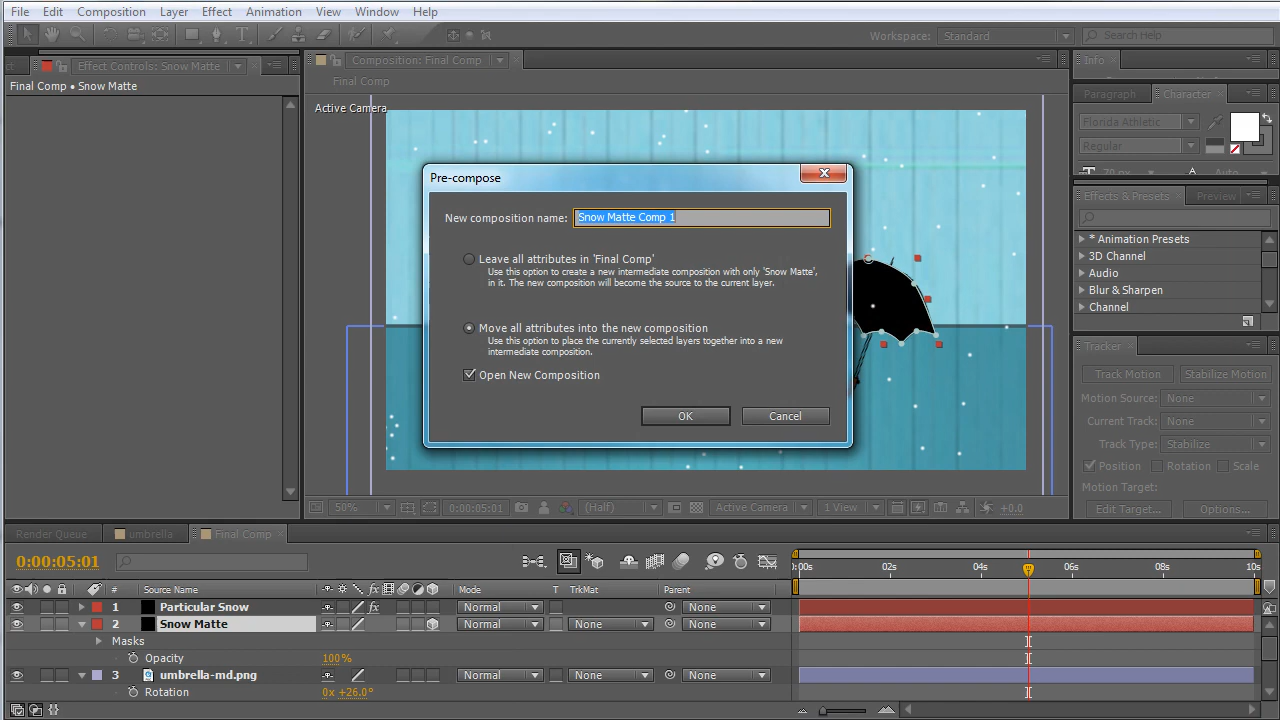 File Edit Composition Layer Effect Animation View Window Help
Workspace: Standard Search Help
Effect Controls: Snow Matte
Composition: Final Comp
Info
Final Comp • Snow Matte
Final Comp
Paragraph Character
Active Camera
Florida Athletic
Regular
Auto
Pre-compose
New composition name: Snow Matte Comp 1
Leave all attributes in 'Final Comp'
Use this option to create a new intermediate composition with only 'Snow Matte',
in it. The new composition will become the source to the current layer.
Move all attributes into the new composition
Use this option to place the currently selected layers together into a new
intermediate composition.
Open New Composition
OK Cancel
Effects & Presets Preview
* Animation Presets
3D Channel
Audio
Blur & Sharpen
Channel
Tracker
Track Motion Stabilize Motion
Motion Source: None
Current Track: None
Track Type: Stabilize
Position Rotation Scale
Motion Target:
Edit Target... Options...
50% 0:00:05:01 (Half) Active Camera 1 View +0.0
Render Queue umbrella Final Comp
0:00:05:01
:00s 02s 04s 06s 08s 10s
# Source Name Mode T TrkMat Parent
1 Particular Snow Normal None
2 Snow Matte Normal None None
Masks
Opacity 100%
3 umbrella-md.png Normal None None
Rotation 0x +26.0°